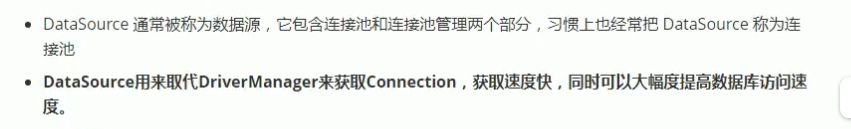 DataSource 通常被称为数据源，它包含连接池和连接池管理两个部分，习惯上也经常把 DataSource 称为连
接池
DataSource用来取代DriverManager来获取Connection，获取速度快，同时可以大幅度提高数据库访问速
度。